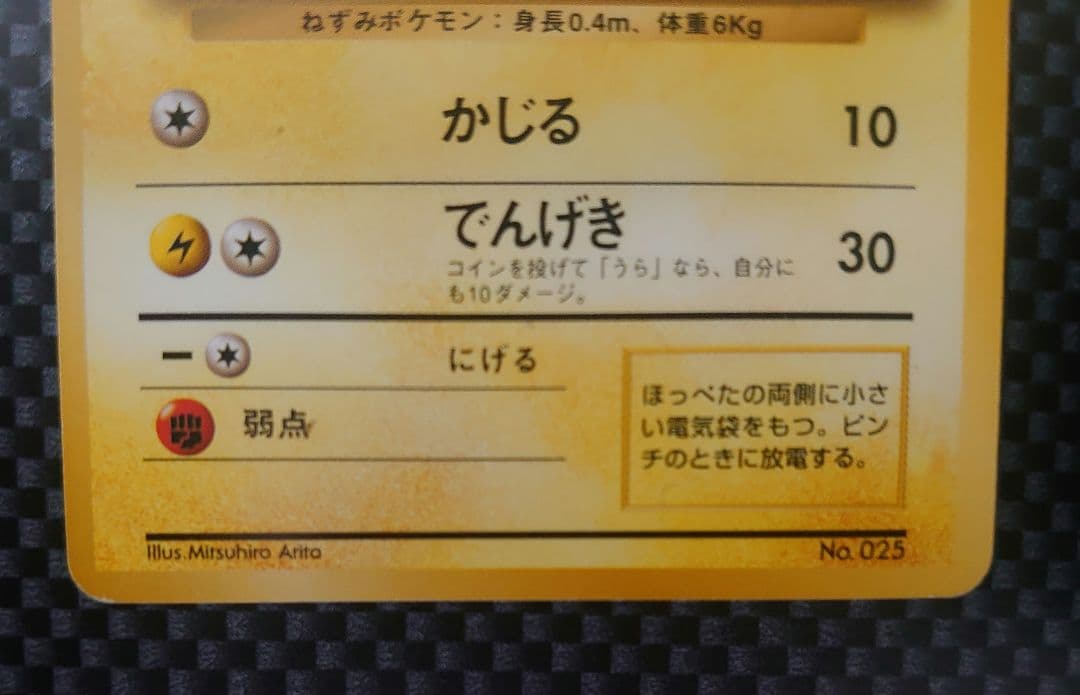 ねずみポケモン：身長0.4m、体重6Kg
かじる 10
でんげき 30
コインを投げて「うら」なら、自分に
も10ダメージ。
にげる
弱点
ほっぺたの両側に小さ
い電気袋をもつ。ピン
チのときに放電する。
Illus.Mitsuhiro Arita No. 025